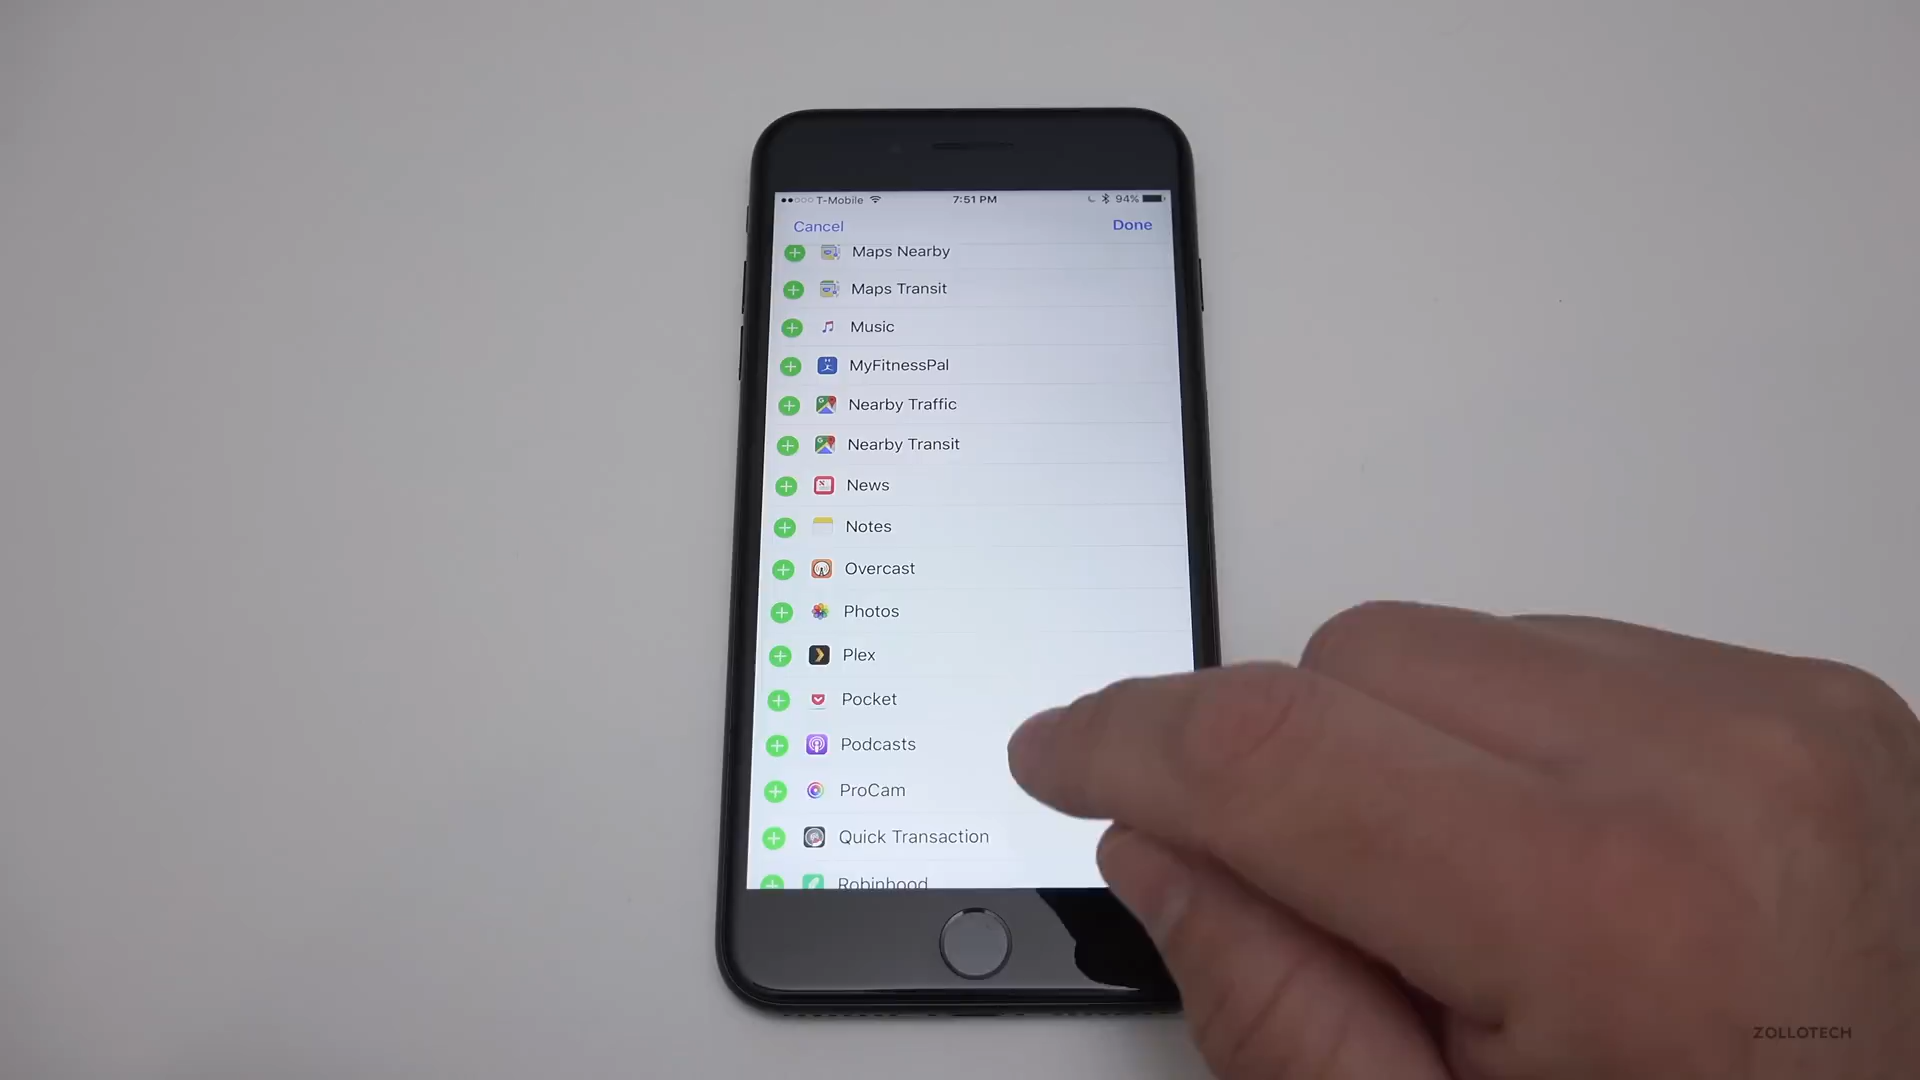 T-Mobile 7:51 PM 94%
Cancel Done
Maps Nearby
Maps Transit
Music
MyFitnessPal
Nearby Traffic
Nearby Transit
News
Notes
Overcast
Photos
Plex
Pocket
Podcasts
ProCam
Quick Transaction
Robinhood
ZOLLOTECH